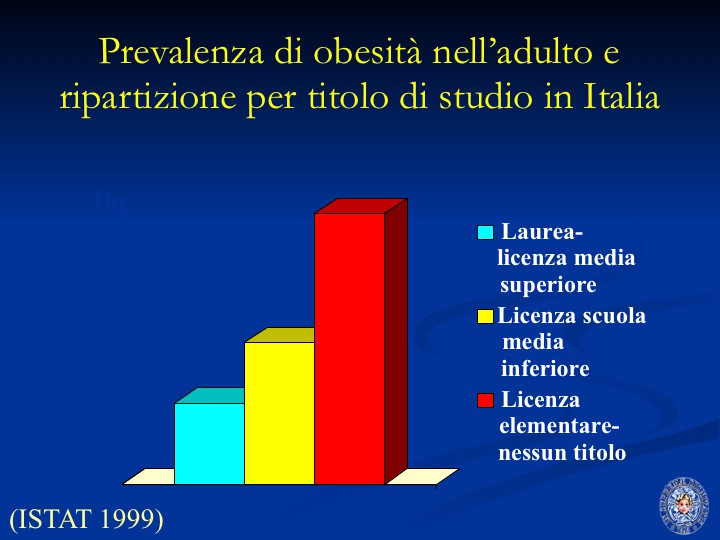 Prevalenza di obesità nell’adulto e
ripartizione per titolo di studio in Italia
Laurea-
licenza media
superiore
Licenza scuola
media
inferiore
Licenza
elementare-
nessun titolo
(ISTAT 1999)